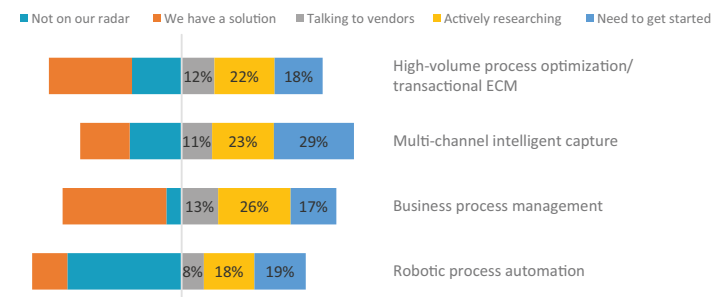 Not on our radar We have a solution Talking to vendors Actively researching Need to get started
12% 22% 18% High-volume process optimization/
transactional ECM
11% 23% 29% Multi-channel intelligent capture
13% 26% 17% Business process management
8% 18% 19% Robotic process automation